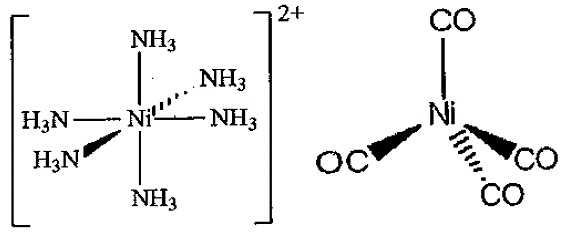 2+
NH₃
NH₃
H₃N Ni NH₃
H₃N
NH₃
CO
Ni
OC CO
CO